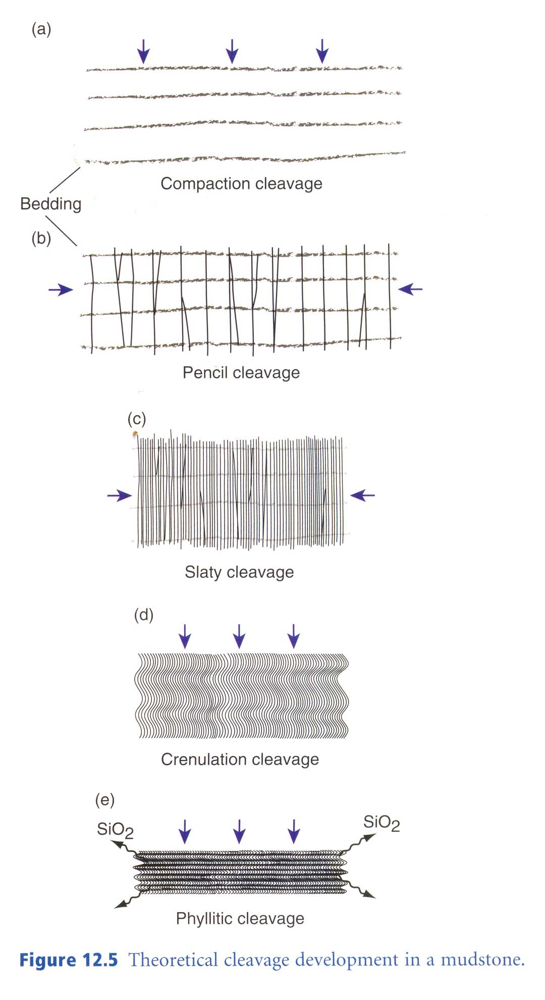 (a)
Compaction cleavage
Bedding
(b)
Pencil cleavage
(c)
Slaty cleavage
(d)
Crenulation cleavage
(e)
SiO2
SiO2
Phyllitic cleavage
Figure 12.5 Theoretical cleavage development in a mudstone.